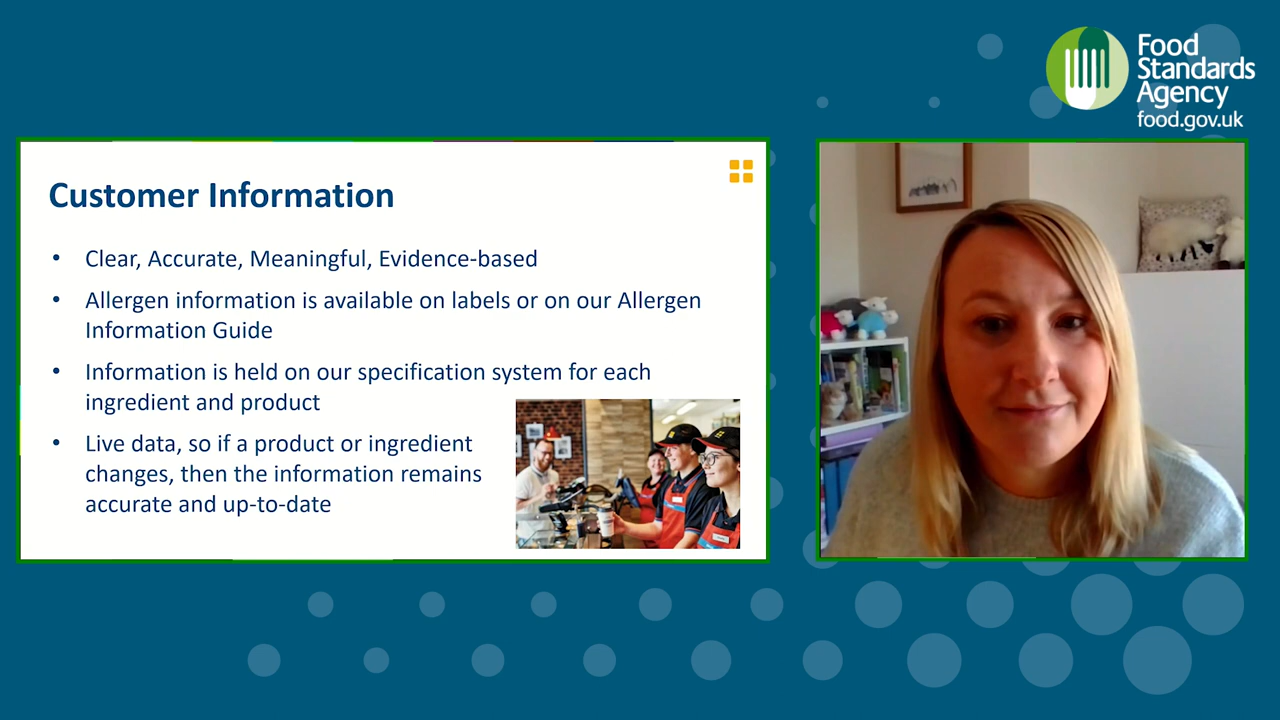 Food
Standards
Agency
food.gov.uk
Customer Information
• Clear, Accurate, Meaningful, Evidence-based
• Allergen information is available on labels or on our Allergen
Information Guide
• Information is held on our specification system for each
ingredient and product
• Live data, so if a product or ingredient
changes, then the information remains
accurate and up-to-date